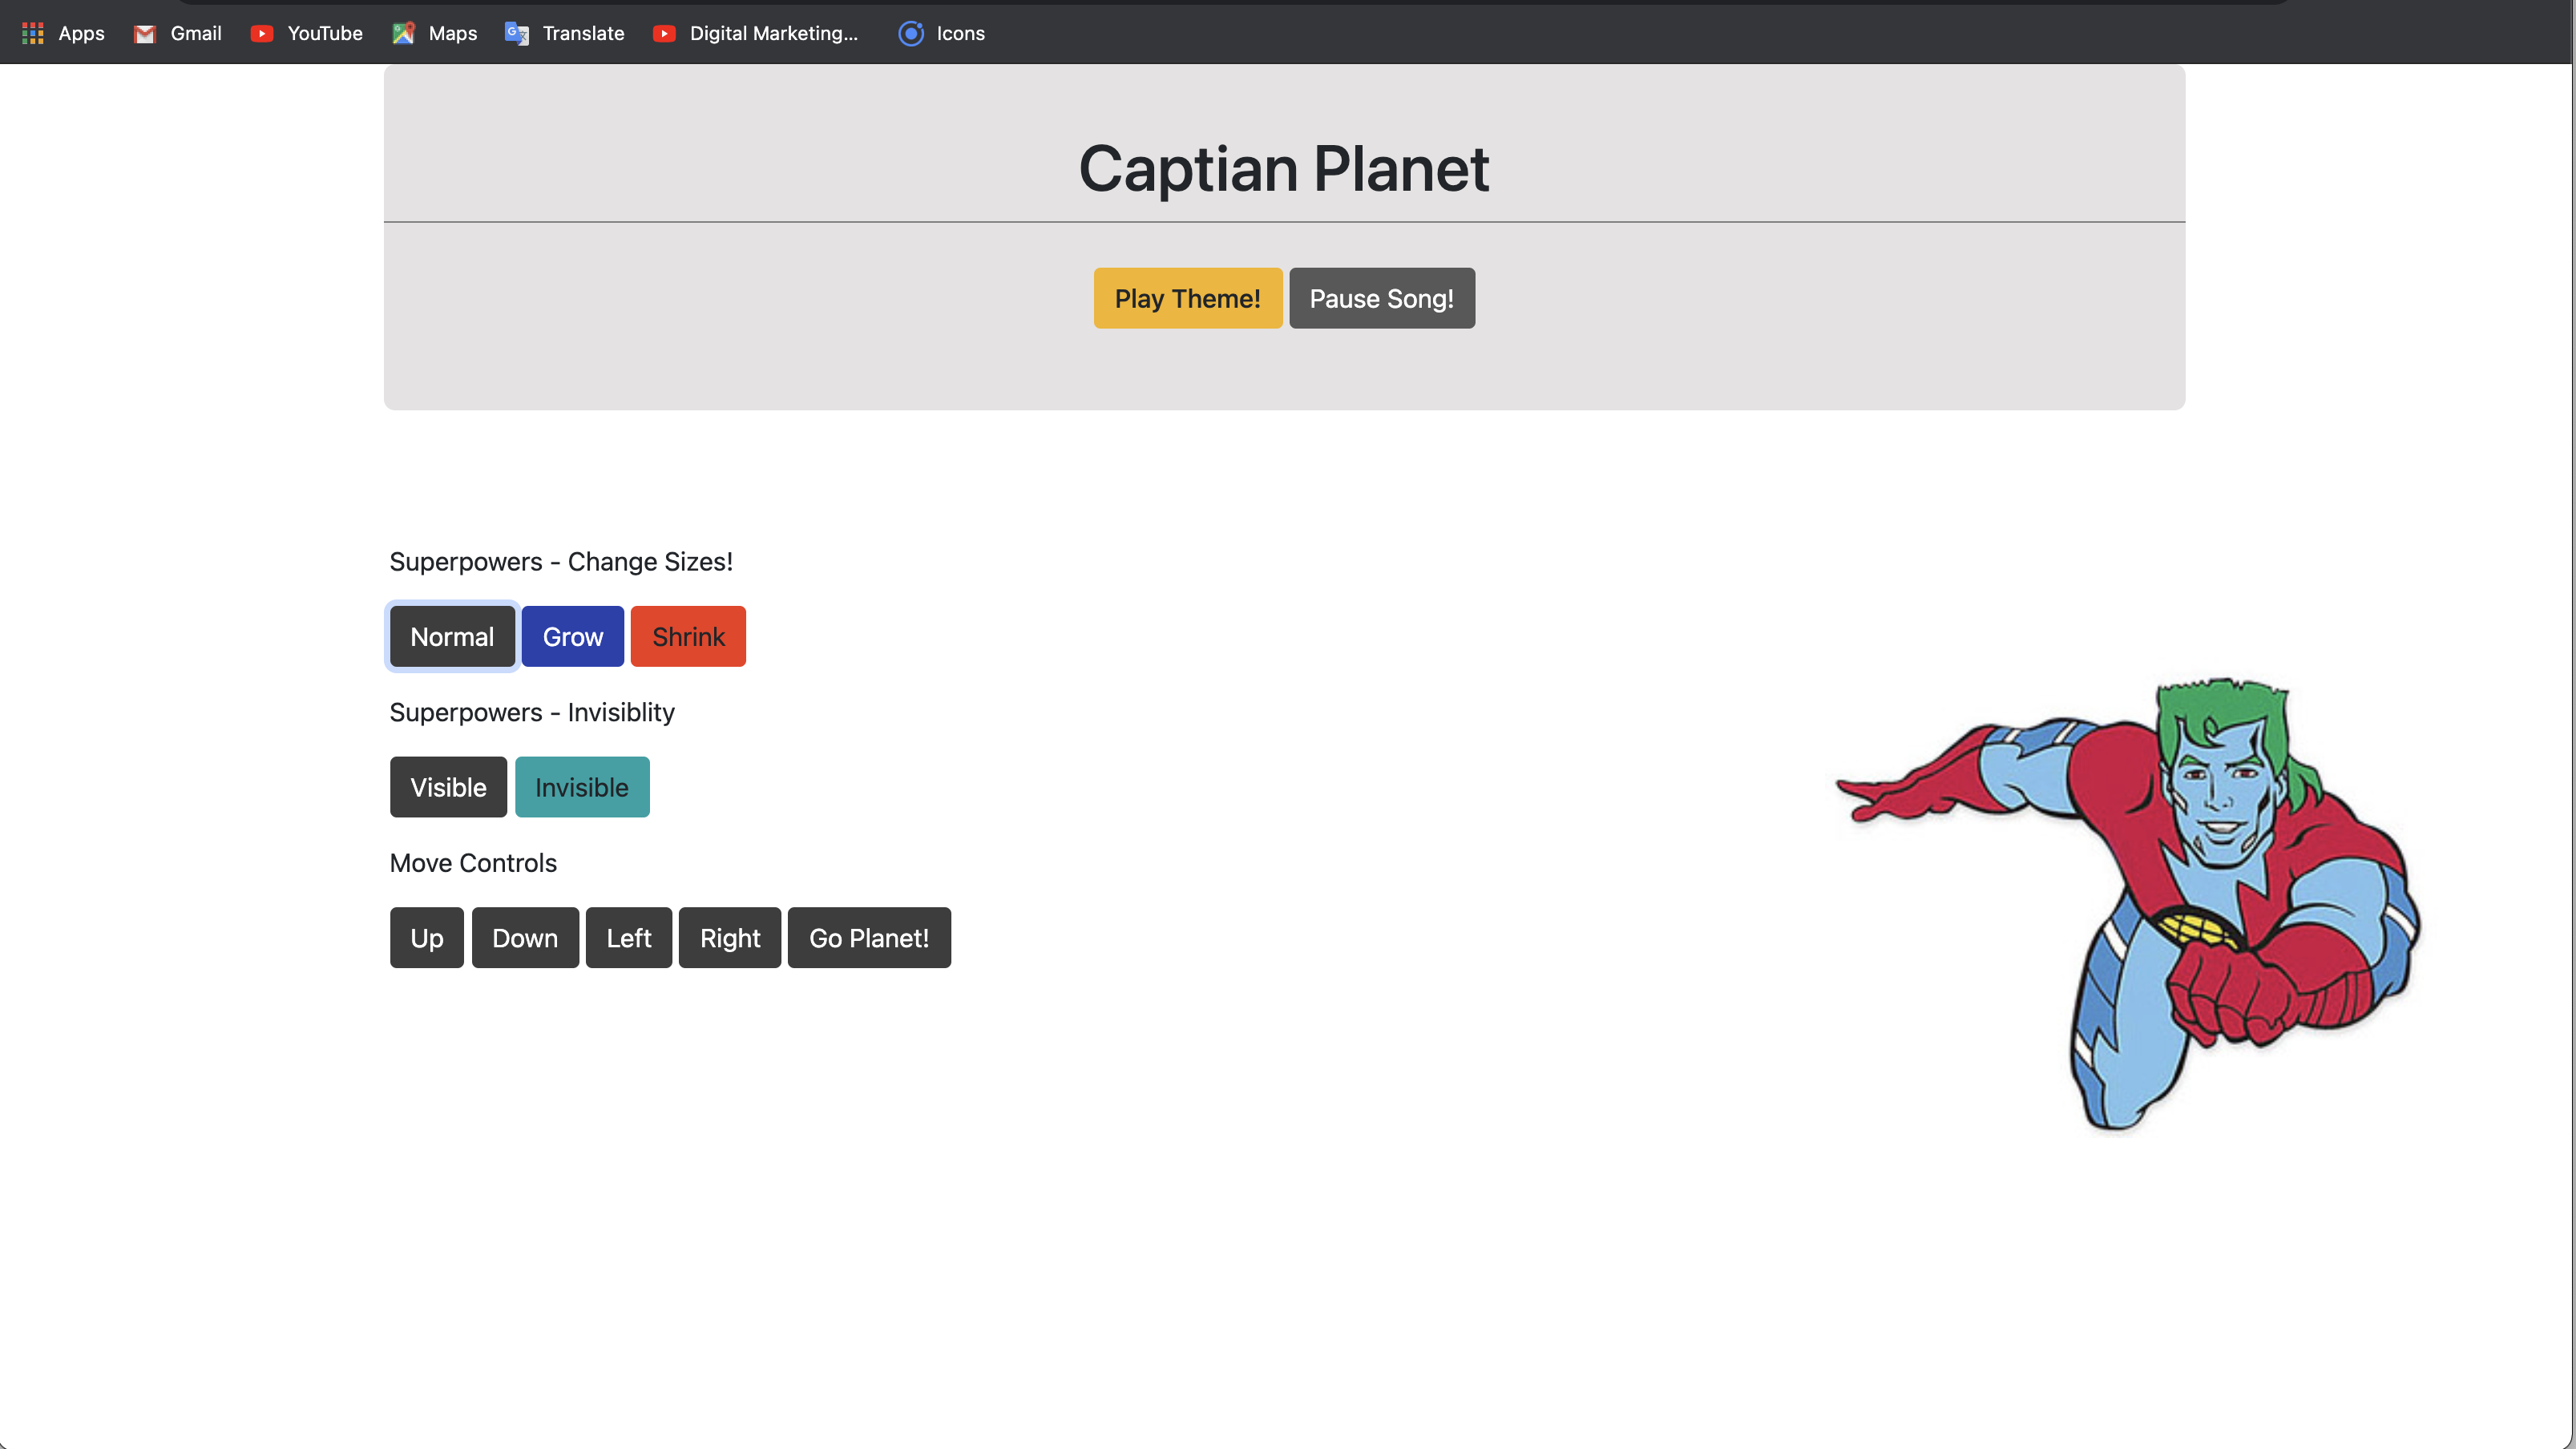 Apps Gmail YouTube Maps Translate Digital Marketing... Icons
Captian Planet
Play Theme! Pause Song!
Superpowers - Change Sizes!
Normal Grow Shrink
Superpowers - Invisiblity
Visible Invisible
Move Controls
Up Down Left Right Go Planet!